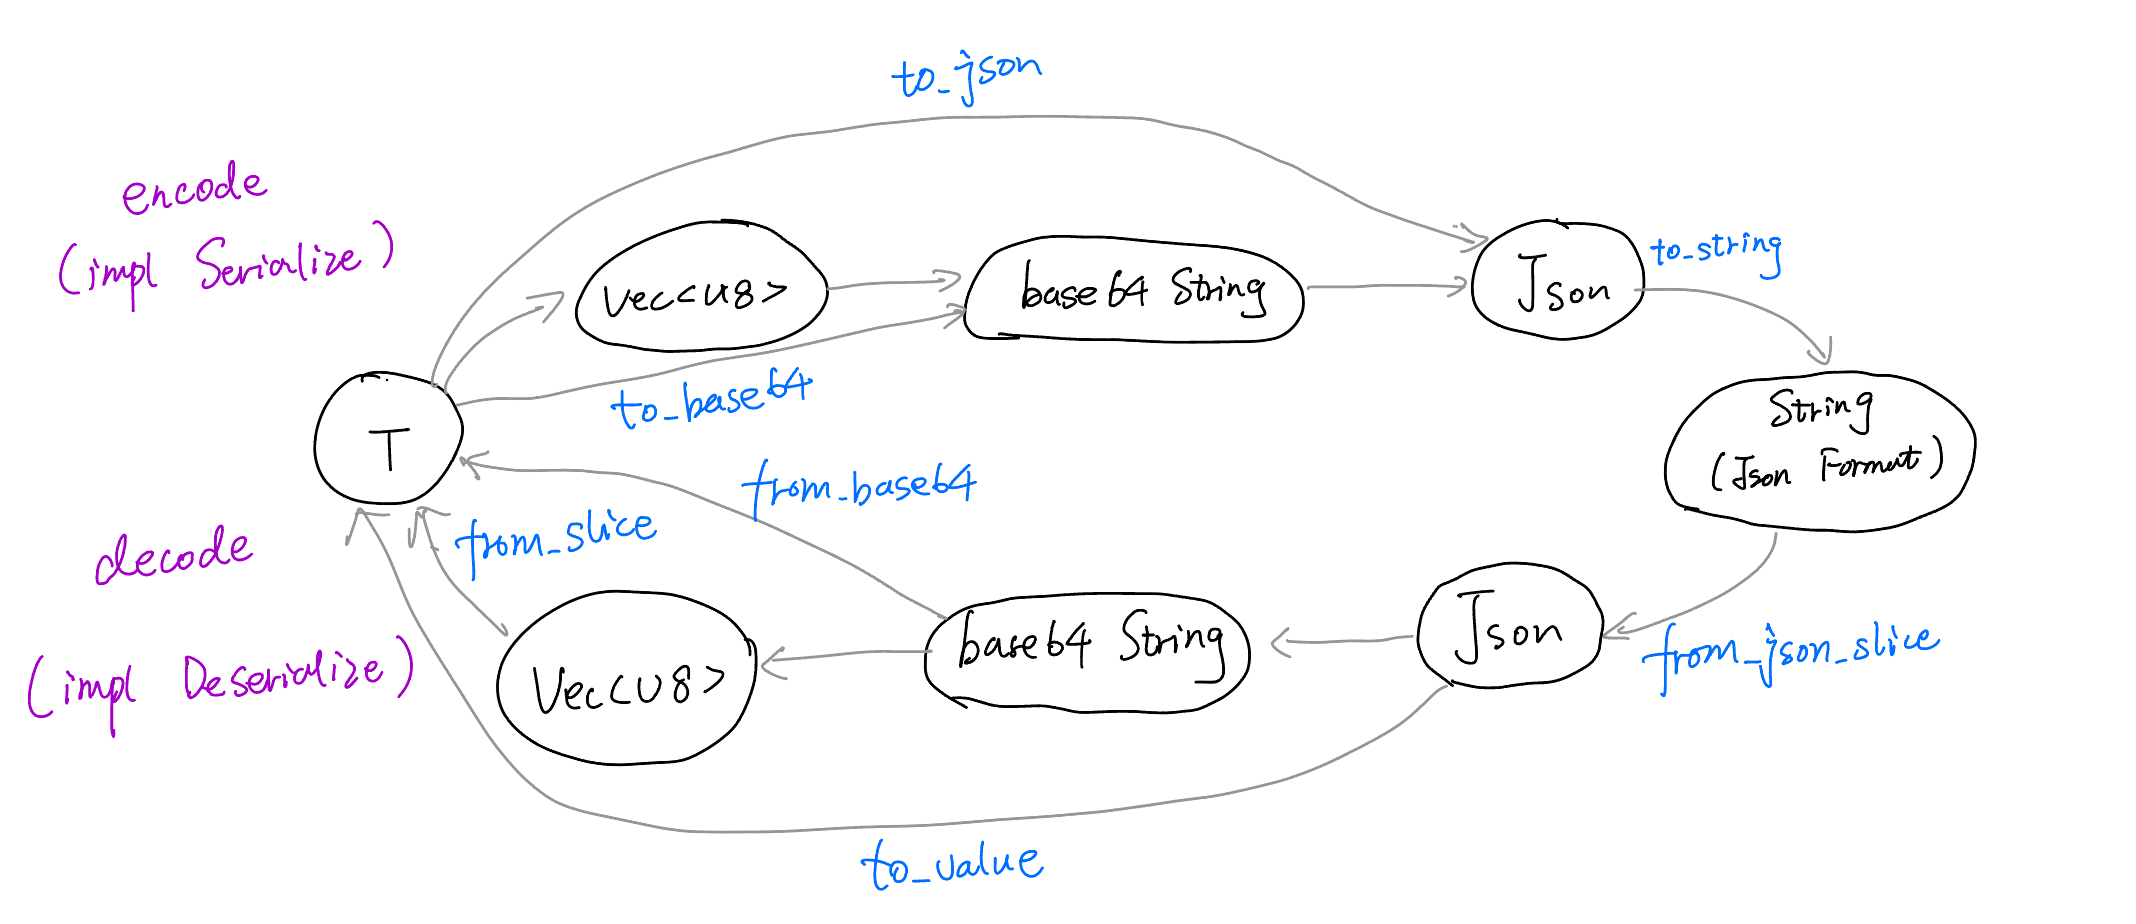 to_json
encode
(impl Serialize)
Vec<u8>
base64 String
Json
to_string
to_base64
T
String
(Json Format)
from_base64
from_slice
decode
(impl Deserialize)
Vec<u8>
base64 String
Json
from_json_slice
to_value